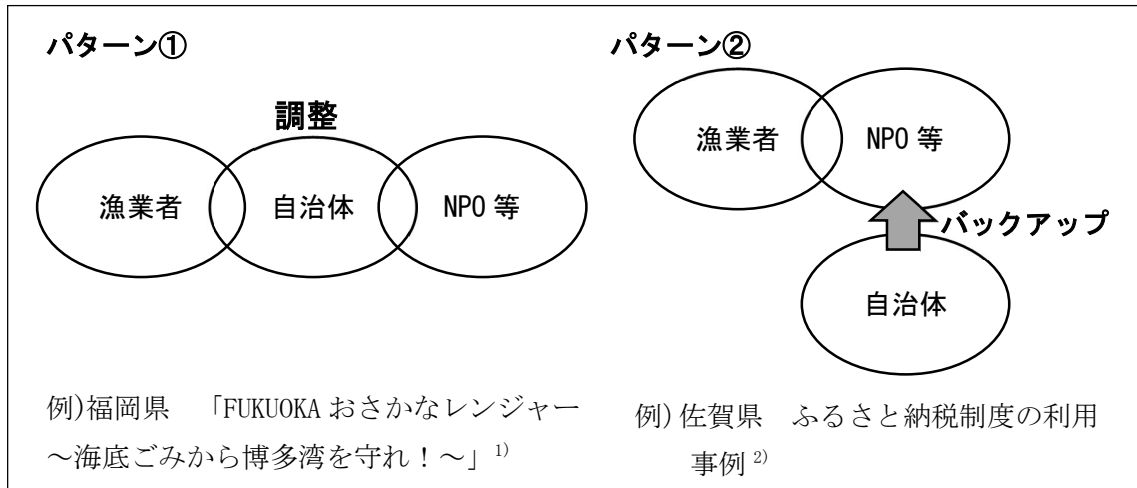 パターン①
調整
漁業者
自治体
NPO 等
例)福岡県　「FUKUOKA おさかなレンジャー
～海底ごみから博多湾を守れ！～」1)
パターン②
漁業者
NPO 等
バックアップ
自治体
例) 佐賀県　ふるさと納税制度の利用
事例 2)